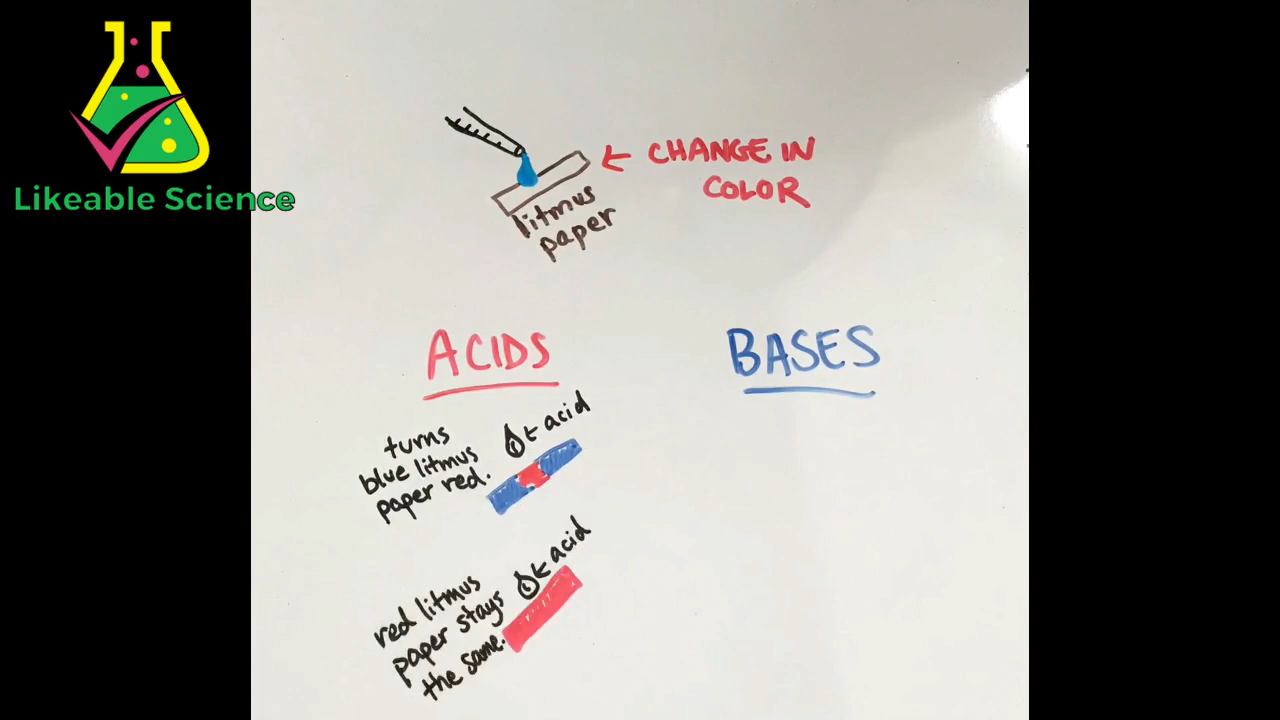 Likeable Science
CHANGE IN
COLOR
litmus
paper
ACIDS
BASES
turns
blue litmus
paper red.
acid
red litmus
paper stays
the same.
acid